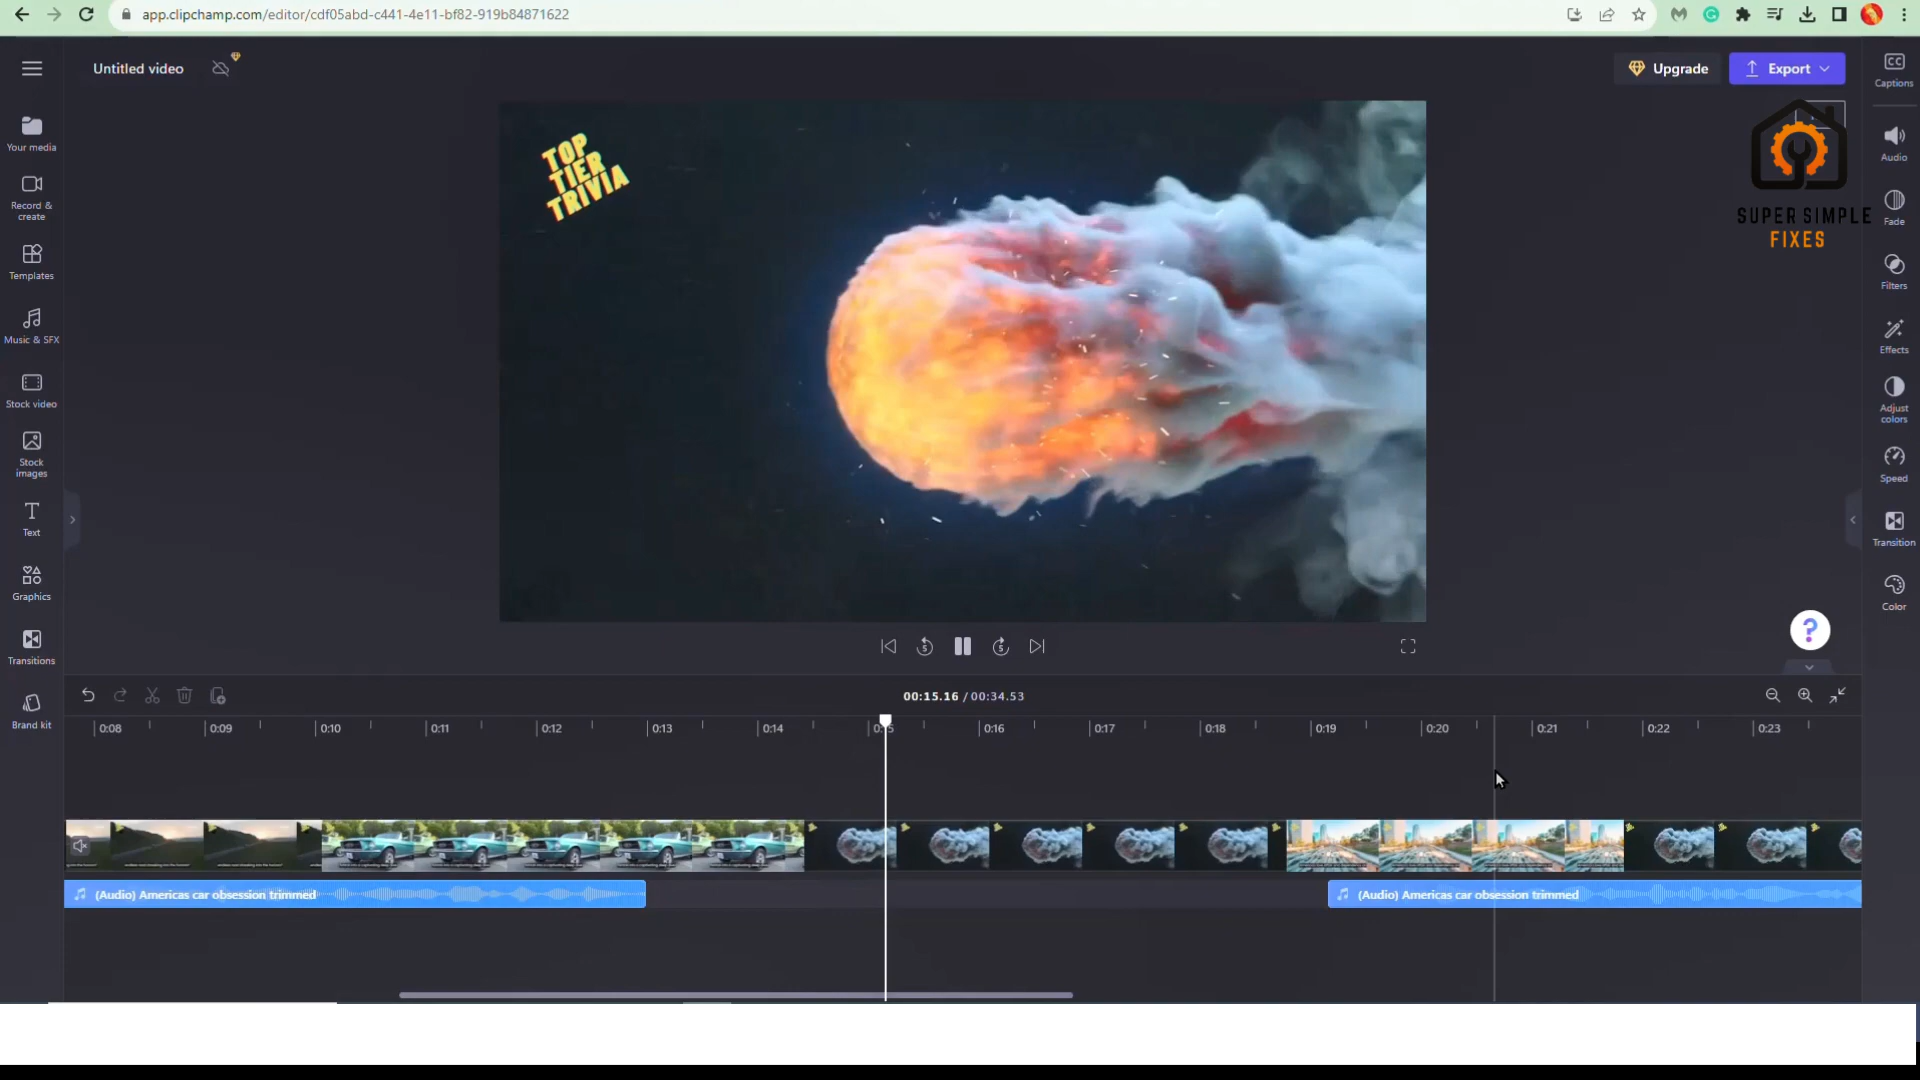 app.clipchamp.com/editor/cdf05abd-c441-4e11-bf82-919b84871622
Untitled video
Upgrade
Export
Captions
Your media
Record &
create
Templates
Music & SFX
Stock video
Stock
images
Text
Graphics
Transitions
Brand kit
TOP
TIER
TRIVIA
SUPER SIMPLE
FIXES
Audio
Fade
Filters
Effects
Adjust
colors
Speed
Transition
Color
?
5
5
00:15.16 / 00:34.53
0:08
0:09
0:10
0:11
0:12
0:13
0:14
0:16
0:17
0:18
0:19
0:20
0:21
0:22
0:23
(Audio) Americas car obsession trimmed
(Audio) Americas car obsession trimmed